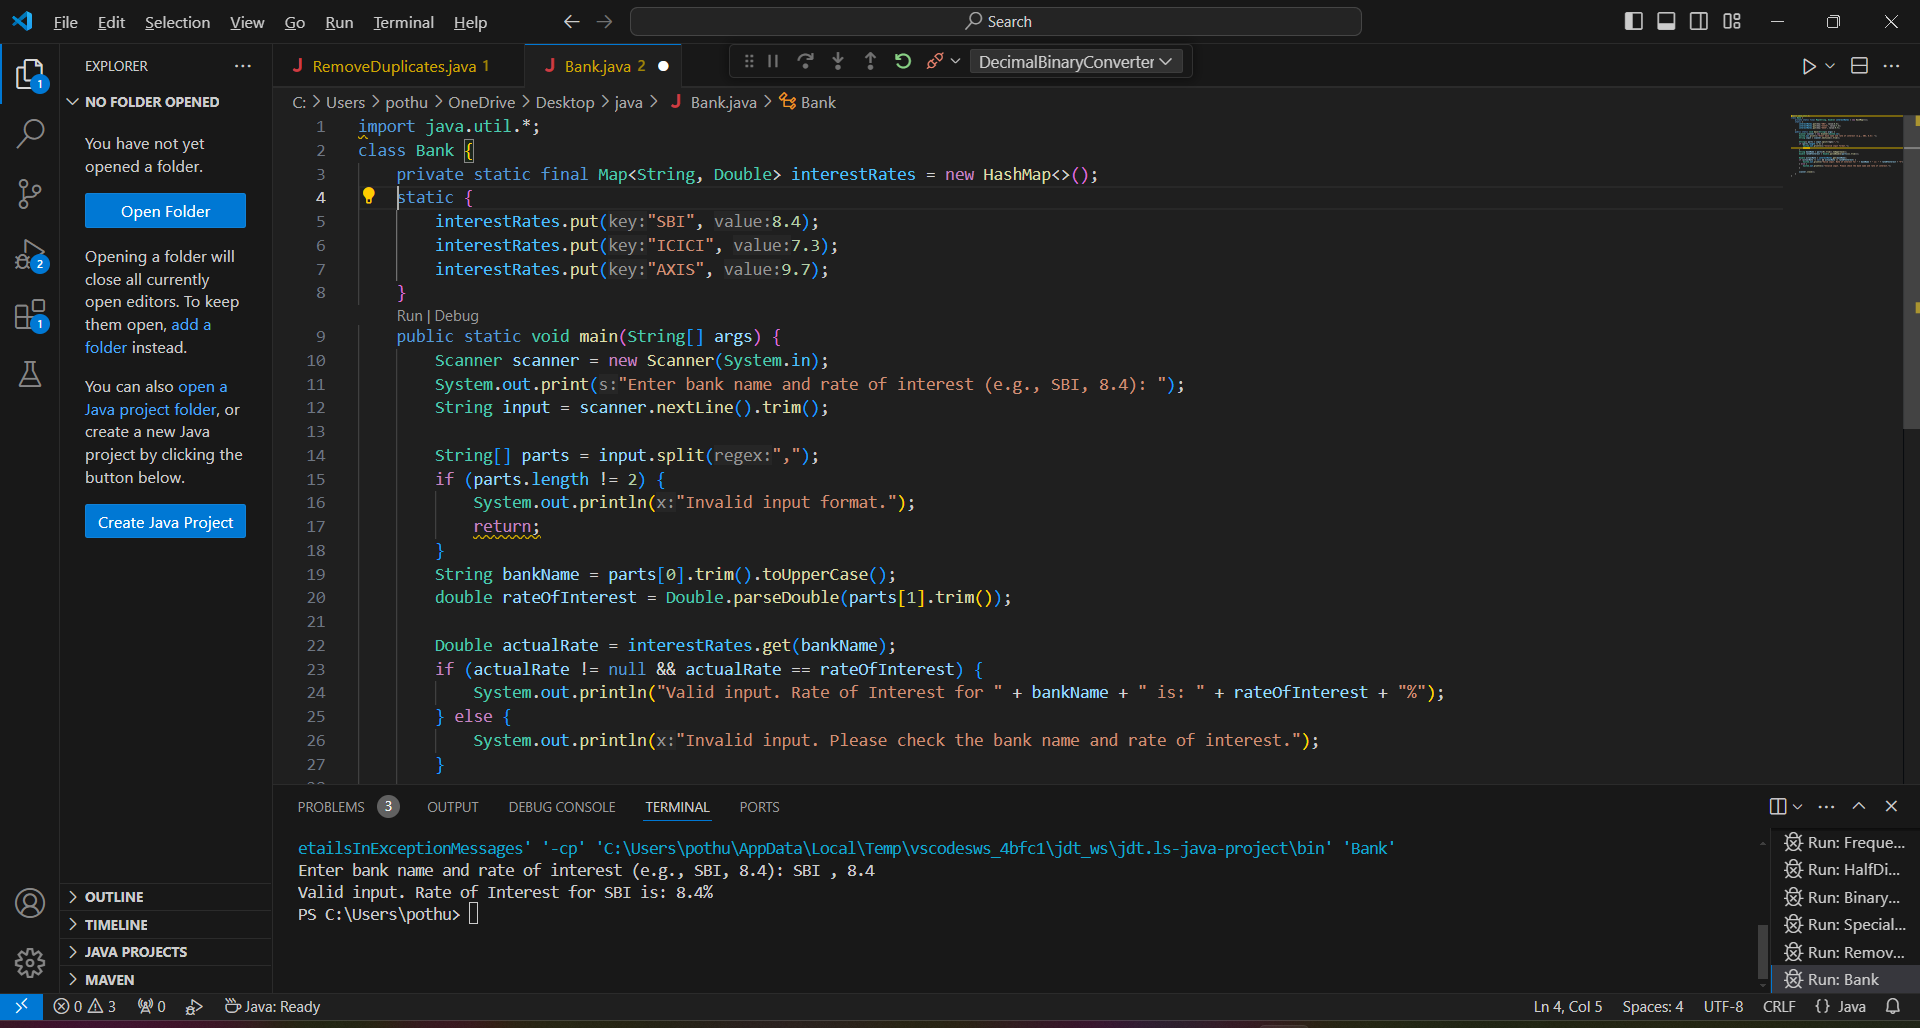 File Edit Selection View Go Run Terminal Help
Search
EXPLORER
RemoveDuplicates.java 1
Bank.java 2
DecimalBinaryConverter
NO FOLDER OPENED
You have not yet
opened a folder.
Open Folder
Opening a folder will
close all currently
open editors. To keep
them open, add a
folder instead.
You can also open a
Java project folder, or
create a new Java
project by clicking the
button below.
Create Java Project
OUTLINE
TIMELINE
JAVA PROJECTS
MAVEN
1
2
1
C: > Users > pothu > OneDrive > Desktop > java > Bank.java > Bank
1 import java.util.*;
2 class Bank {
3 private static final Map<String, Double> interestRates = new HashMap<>();
4 static {
5 interestRates.put(key:"SBI", value:8.4);
6 interestRates.put(key:"ICICI", value:7.3);
7 interestRates.put(key:"AXIS", value:9.7);
8 }
Run | Debug
9 public static void main(String[] args) {
10 Scanner scanner = new Scanner(System.in);
11 System.out.print(s:"Enter bank name and rate of interest (e.g., SBI, 8.4): ");
12 String input = scanner.nextLine().trim();
13
14 String[] parts = input.split(regex:",");
15 if (parts.length != 2) {
16 System.out.println(x:"Invalid input format.");
17 return;
18 }
19 String bankName = parts[0].trim().toUpperCase();
20 double rateOfInterest = Double.parseDouble(parts[1].trim());
21
22 Double actualRate = interestRates.get(bankName);
23 if (actualRate != null && actualRate == rateOfInterest) {
24 System.out.println("Valid input. Rate of Interest for " + bankName + " is: " + rateOfInterest + "%");
25 } else {
26 System.out.println(x:"Invalid input. Please check the bank name and rate of interest.");
27 }
PROBLEMS 3 OUTPUT DEBUG CONSOLE TERMINAL PORTS
etailsInExceptionMessages' '-cp' 'C:\Users\pothu\AppData\Local\Temp\vscodesws_4bfc1\jdt_ws\jdt.ls-java-project\bin' 'Bank'
Enter bank name and rate of interest (e.g., SBI, 8.4): SBI , 8.4
Valid input. Rate of Interest for SBI is: 8.4%
PS C:\Users\pothu>
Run: Freque...
Run: HalfDi...
Run: Binary...
Run: Special...
Run: Remov...
Run: Bank
0 3 0 Java: Ready
Ln 4, Col 5 Spaces: 4 UTF-8 CRLF {} Java